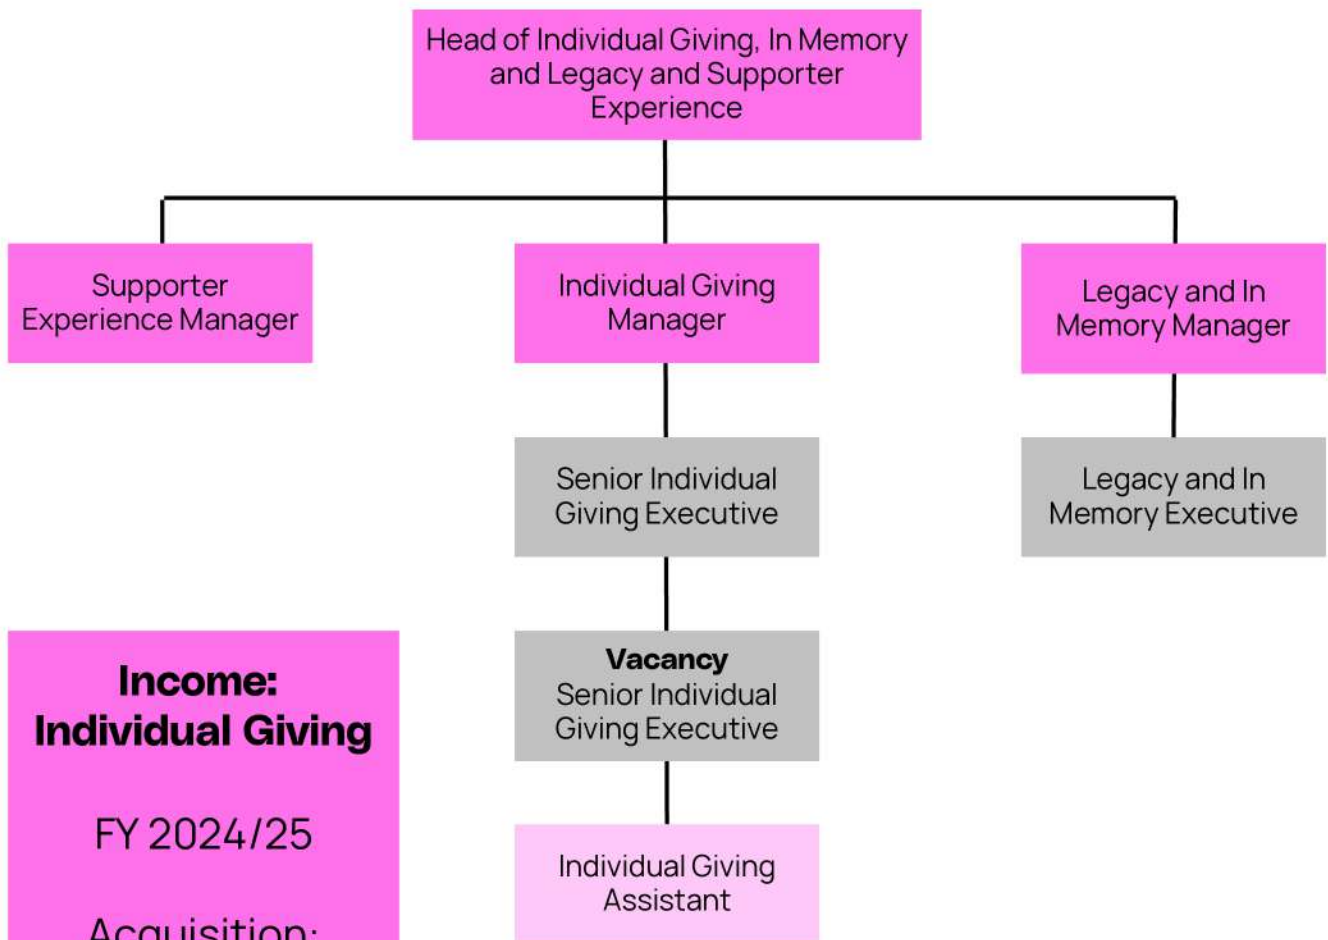 Head of Individual Giving, In Memory
and Legacy and Supporter
Experience
Supporter
Experience Manager
Individual Giving
Manager
Legacy and In
Memory Manager
Senior Individual
Giving Executive
Legacy and In
Memory Executive
Vacancy
Senior Individual
Giving Executive
Individual Giving
Assistant
Income:
Individual Giving
FY 2024/25
Acquisition: